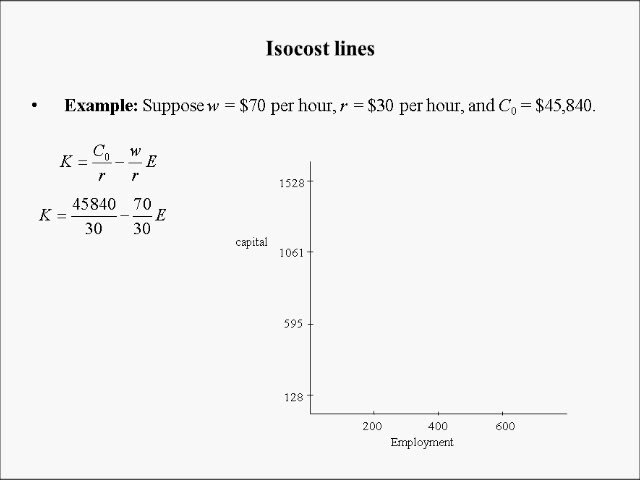 Isocost lines
• Example: Suppose w = $70 per hour, r = $30 per hour, and C₀ = $45,840.
K = C₀/r − w/r E
K = 45840/30 − 70/30 E
1528
capital
1061
595
128
200 400 600
Employment